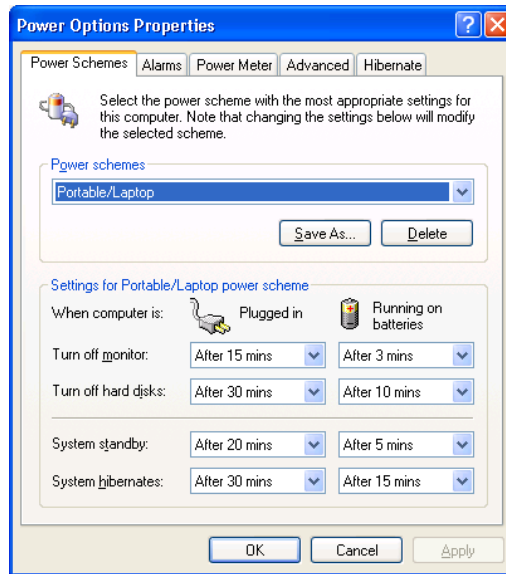 Power Options Properties
Power Schemes Alarms Power Meter Advanced Hibernate
Select the power scheme with the most appropriate settings for
this computer. Note that changing the settings below will modify
the selected scheme.
Power schemes
Portable/Laptop
Save As... Delete
Settings for Portable/Laptop power scheme
When computer is: Plugged in Running on
batteries
Turn off monitor: After 15 mins After 3 mins
Turn off hard disks: After 30 mins After 10 mins
System standby: After 20 mins After 5 mins
System hibernates: After 30 mins After 15 mins
OK Cancel Apply